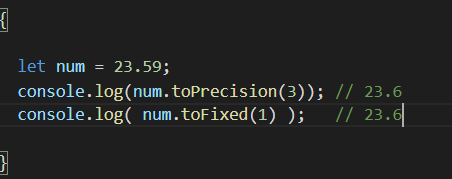 {
let num = 23.59;
console.log(num.toPrecision(3)); // 23.6
console.log( num.toFixed(1) );   // 23.6
}